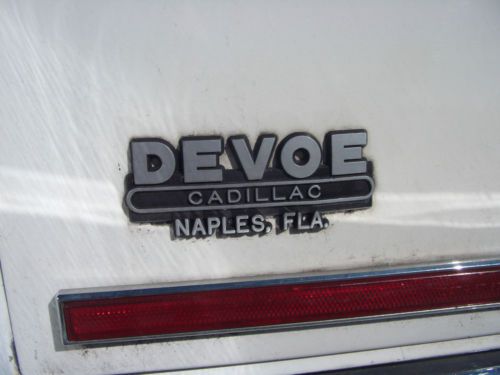 DEVOE
CADILLAC
NAPLES, FLA.